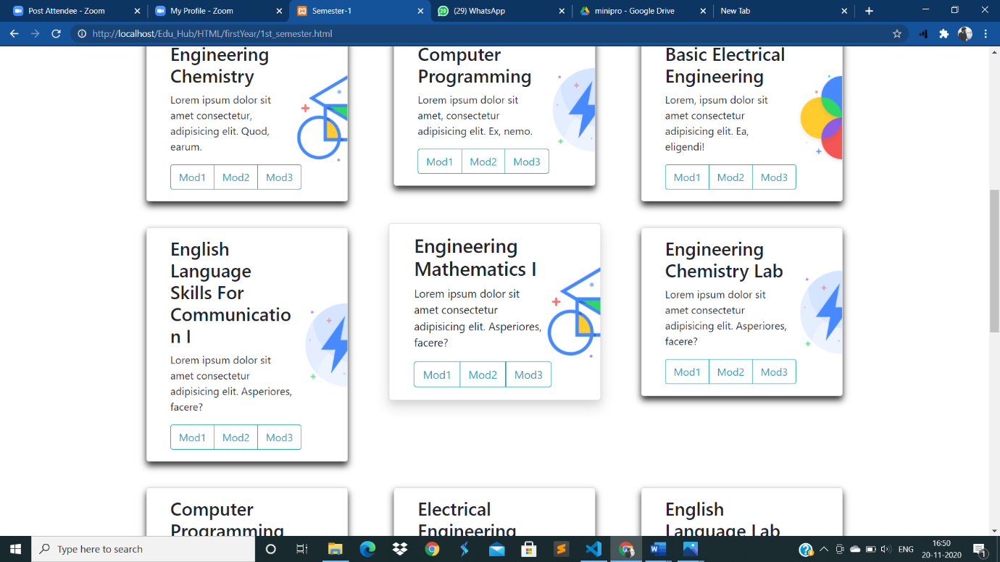 Post Attendee - Zoom
My Profile - Zoom
Semester-1
(29) WhatsApp
minipro - Google Drive
New Tab
http://localhost/Edu_Hub/HTML/firstYear/1st_semester.html
Engineering
Chemistry
Lorem ipsum dolor sit
amet consectetur,
adipisicing elit. Quod,
earum.
Mod1 Mod2 Mod3
Computer
Programming
Lorem ipsum dolor sit
amet, consectetur
adipisicing elit. Ex, nemo.
Mod1 Mod2 Mod3
Basic Electrical
Engineering
Lorem, ipsum dolor sit
amet consectetur
adipisicing elit. Ea,
eligendi!
Mod1 Mod2 Mod3
English
Language
Skills For
Communicatio
n I
Lorem ipsum dolor sit
amet consectetur
adipisicing elit. Asperiores,
facere?
Mod1 Mod2 Mod3
Engineering
Mathematics I
Lorem ipsum dolor sit
amet consectetur
adipisicing elit. Asperiores,
facere?
Mod1 Mod2 Mod3
Engineering
Chemistry Lab
Lorem ipsum dolor sit
amet consectetur
adipisicing elit. Asperiores,
facere?
Mod1 Mod2 Mod3
Computer
Programming
Electrical
Engineering
English
Language Lab
Type here to search
ENG
16:50
20-11-2020
1